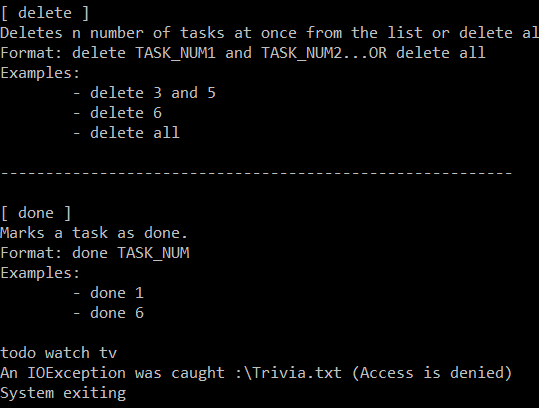 [ delete ]
Deletes n number of tasks at once from the list or delete al
Format: delete TASK_NUM1 and TASK_NUM2...OR delete all
Examples:
- delete 3 and 5
- delete 6
- delete all
---------------------------------------------------------
[ done ]
Marks a task as done.
Format: done TASK_NUM
Examples:
- done 1
- done 6
todo watch tv
An IOException was caught :\Trivia.txt (Access is denied)
System exiting